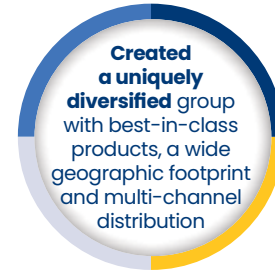 Created
a uniquely
diversified group
with best-in-class
products, a wide
geographic footprint
and multi-channel
distribution